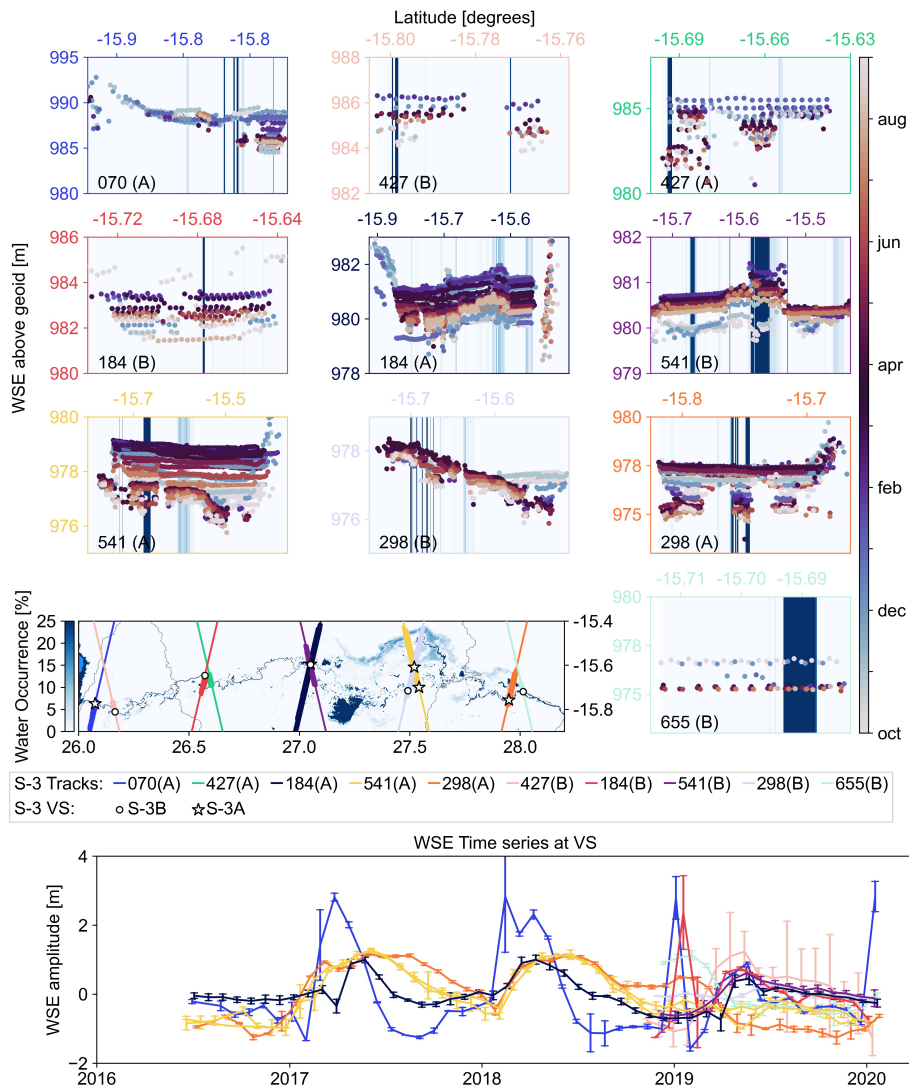 Latitude [degrees]
-15.9 -15.8 -15.8
-15.80 -15.78 -15.76
-15.69 -15.66 -15.63
995
990
985
980
070 (A)
988
986
984
982
427 (B)
985
980
427 (A)
-15.72 -15.68 -15.64
-15.9 -15.7 -15.6
-15.7 -15.6 -15.5
WSE above geoid [m]
986
984
982
980
184 (B)
982
980
978
184 (A)
982
980
979
541 (B)
-15.7 -15.5
-15.7 -15.6
-15.8 -15.7
980
978
976
541 (A)
978
976
298 (B)
980
978
975
298 (A)
-15.71 -15.70 -15.69
980
978
975
655 (B)
aug
jun
apr
feb
dec
oct
Water Occurrence [%]
25
20
15
10
5
0
-15.4
-15.6
-15.8
26.0 26.5 27.0 27.5 28.0
S-3 Tracks: 070(A) 427(A) 184(A) 541(A) 298(A) 427(B) 184(B) 541(B) 298(B) 655(B)
S-3 VS: S-3B S-3A
WSE Time series at VS
WSE amplitude [m]
4
2
0
−2
2016 2017 2018 2019 2020